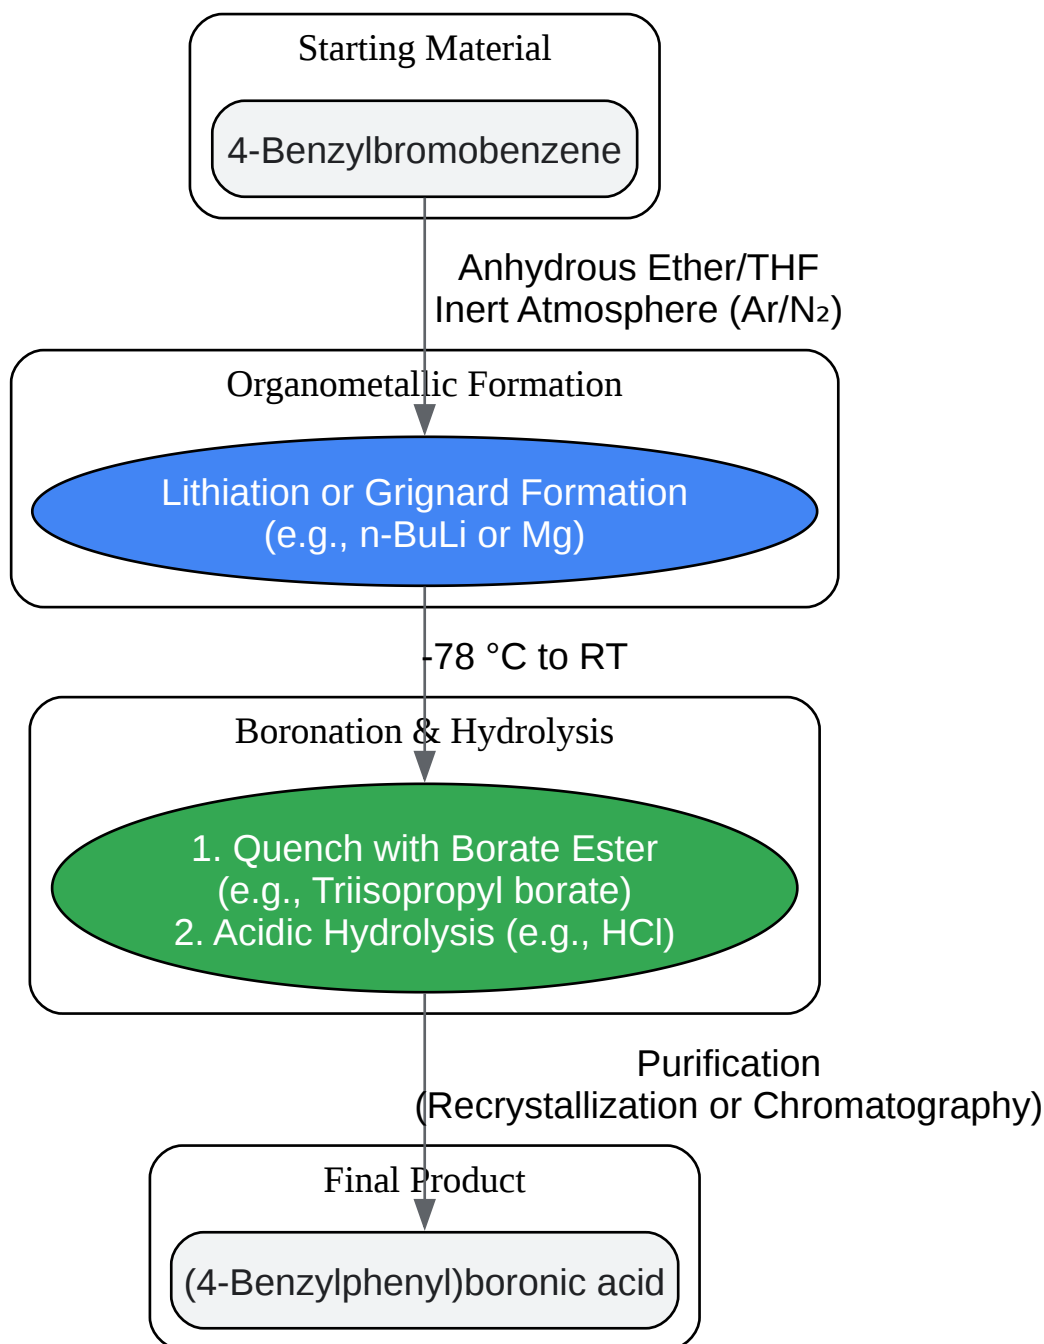 Starting Material
4-Benzylbromobenzene
Anhydrous Ether/THF
Inert Atmosphere (Ar/N₂)
Organometallic Formation
Lithiation or Grignard Formation
(e.g., n-BuLi or Mg)
-78 °C to RT
Boronation & Hydrolysis
1. Quench with Borate Ester
(e.g., Triisopropyl borate)
2. Acidic Hydrolysis (e.g., HCl)
Purification
(Recrystallization or Chromatography)
Final Product
(4-Benzylphenyl)boronic acid